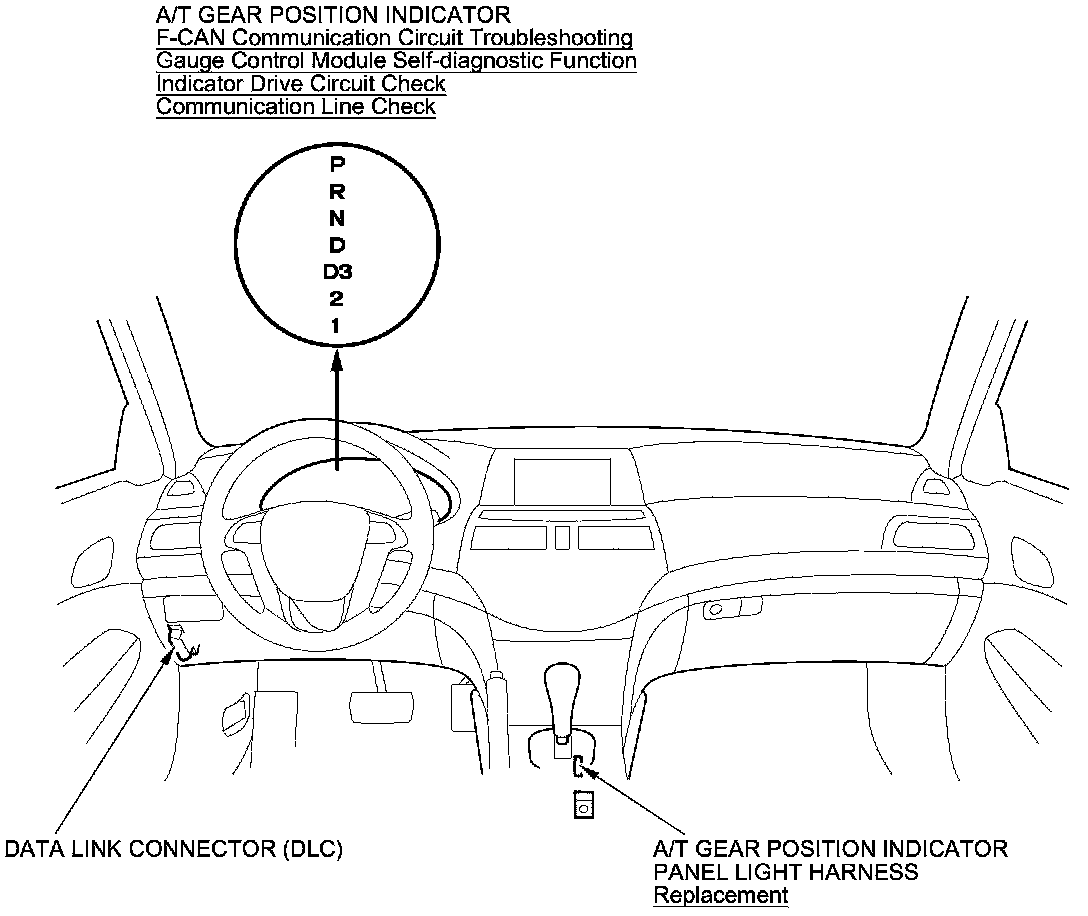 A/T GEAR POSITION INDICATOR
F-CAN Communication Circuit Troubleshooting
Gauge Control Module Self-diagnostic Function
Indicator Drive Circuit Check
Communication Line Check
P
R
N
D
D3
2
1
DATA LINK CONNECTOR (DLC)
A/T GEAR POSITION INDICATOR
PANEL LIGHT HARNESS
Replacement